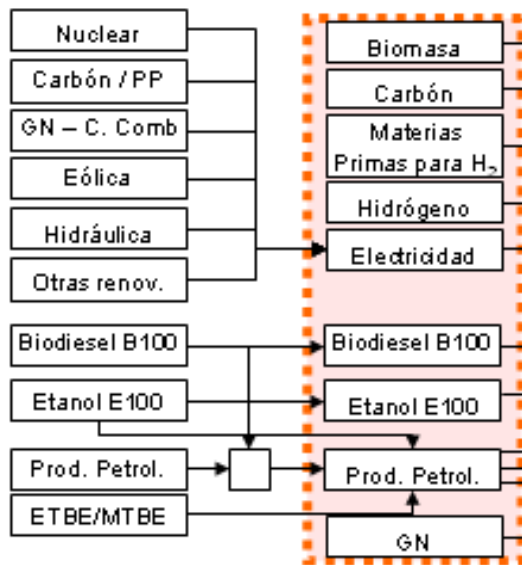 Nuclear
Carbón / PP
GN – C. Comb
Eólica
Hidráulica
Otras renov.
Biodiesel B100
Etanol E100
Prod. Petrol.
ETBE/MTBE
Biomasa
Carbón
Materias
Primas para H₂
Hidrógeno
Electricidad
Biodiesel B100
Etanol E100
Prod. Petrol.
GN